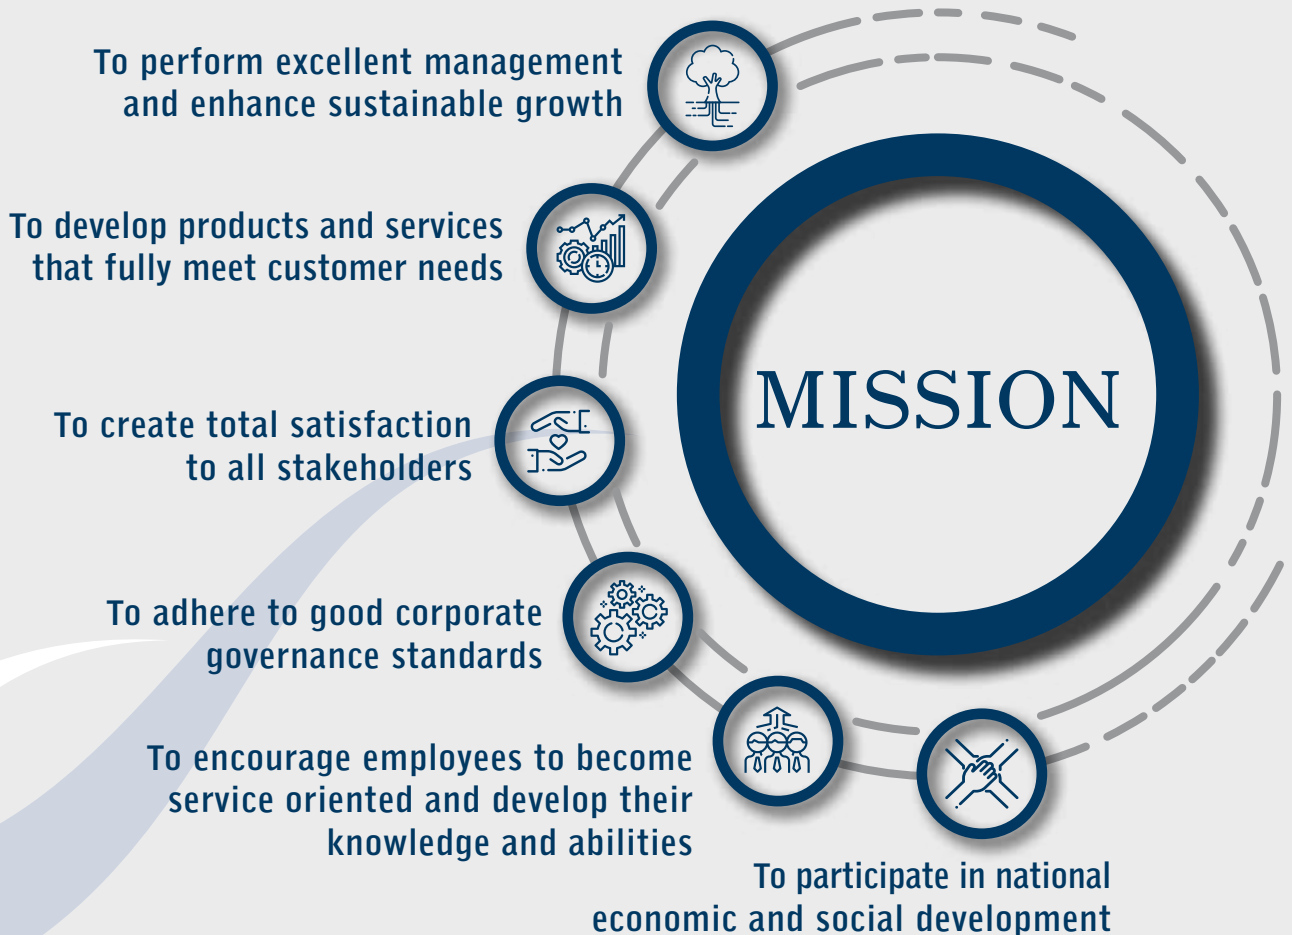 To perform excellent management
and enhance sustainable growth
To develop products and services
that fully meet customer needs
MISSION
To create total satisfaction
to all stakeholders
To adhere to good corporate
governance standards
To encourage employees to become
service oriented and develop their
knowledge and abilities
To participate in national
economic and social development